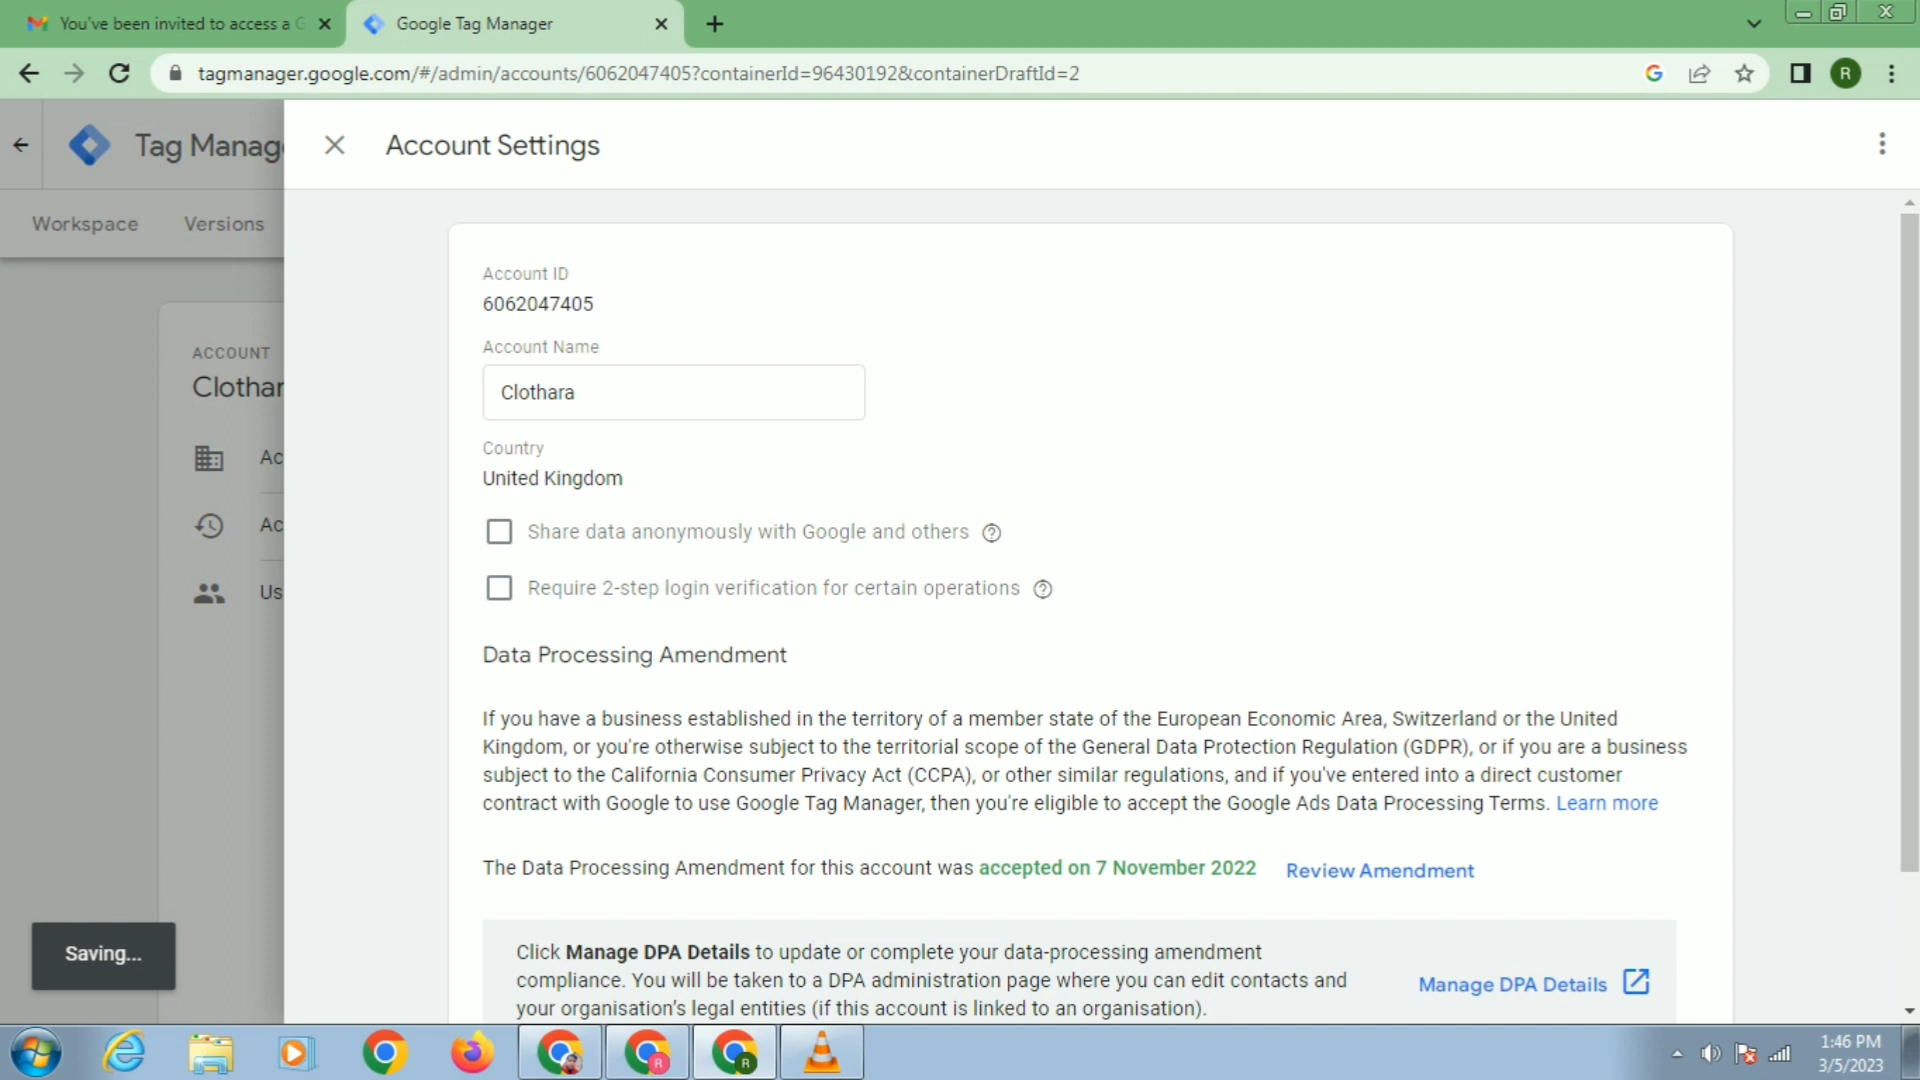 You've been invited to access a G
Google Tag Manager
tagmanager.google.com/#/admin/accounts/6062047405?containerId=96430192&containerDraftId=2
R
Tag Manag
Account Settings
Workspace
Versions
Account ID
6062047405
Account Name
Clothara
ACCOUNT
Clothar
Country
United Kingdom
Ac
Ac
Us
Share data anonymously with Google and others
Require 2-step login verification for certain operations
Data Processing Amendment
If you have a business established in the territory of a member state of the European Economic Area, Switzerland or the United
Kingdom, or you're otherwise subject to the territorial scope of the General Data Protection Regulation (GDPR), or if you are a business
subject to the California Consumer Privacy Act (CCPA), or other similar regulations, and if you've entered into a direct customer
contract with Google to use Google Tag Manager, then you're eligible to accept the Google Ads Data Processing Terms. Learn more
The Data Processing Amendment for this account was accepted on 7 November 2022 Review Amendment
Saving...
Click Manage DPA Details to update or complete your data-processing amendment
compliance. You will be taken to a DPA administration page where you can edit contacts and
your organisation's legal entities (if this account is linked to an organisation).
Manage DPA Details
R
R
1:46 PM
3/5/2023